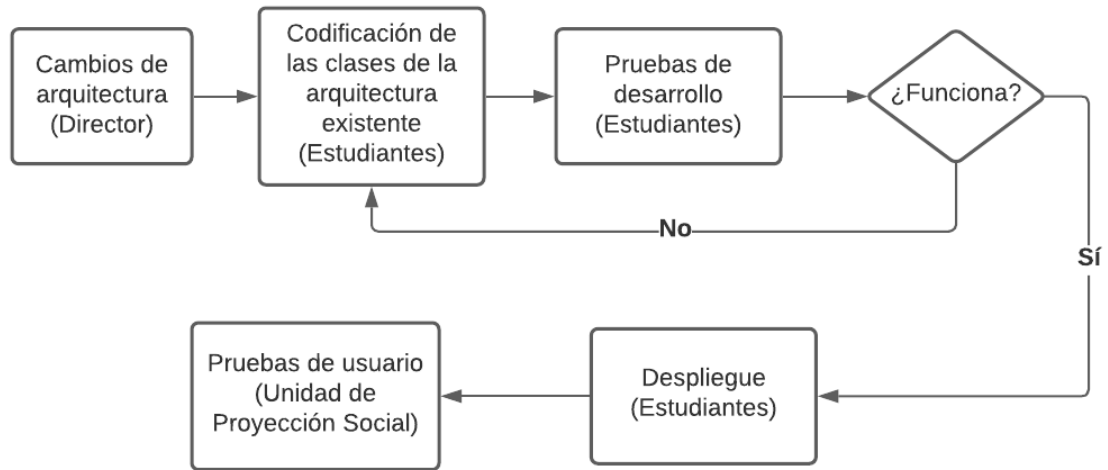 Cambios de
arquitectura
(Director)
Codificación de
las clases de la
arquitectura
existente
(Estudiantes)
Pruebas de
desarrollo
(Estudiantes)
¿Funciona?
No
Sí
Despliegue
(Estudiantes)
Pruebas de usuario
(Unidad de
Proyección Social)